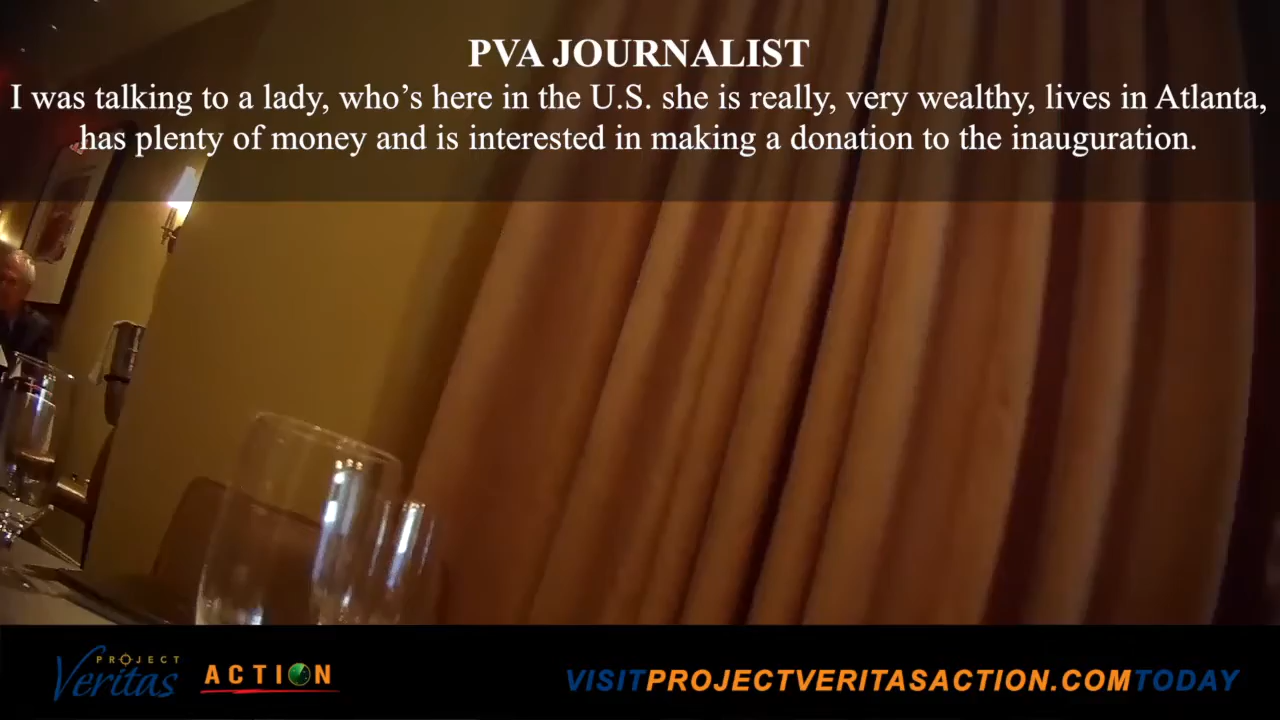 PVA JOURNALIST
I was talking to a lady, who's here in the U.S. she is really, very wealthy, lives in Atlanta,
has plenty of money and is interested in making a donation to the inauguration.
PROJECT
Veritas ACTION
VISITPROJECTVERITASACTION.COMTODAY